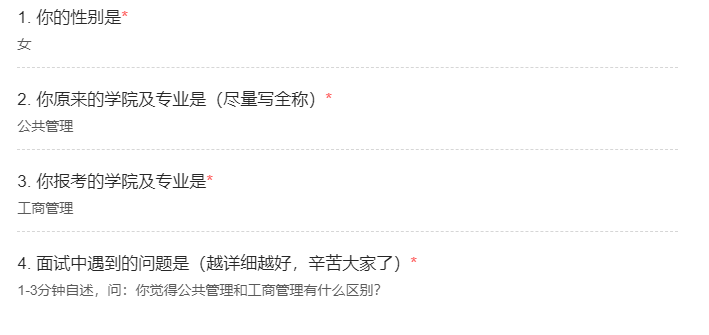 1. 你的性别是*
女
2. 你原来的学院及专业是（尽量写全称）*
公共管理
3. 你报考的学院及专业是*
工商管理
4. 面试中遇到的问题是（越详细越好，辛苦大家了）*
1-3分钟自述，问：你觉得公共管理和工商管理有什么区别？